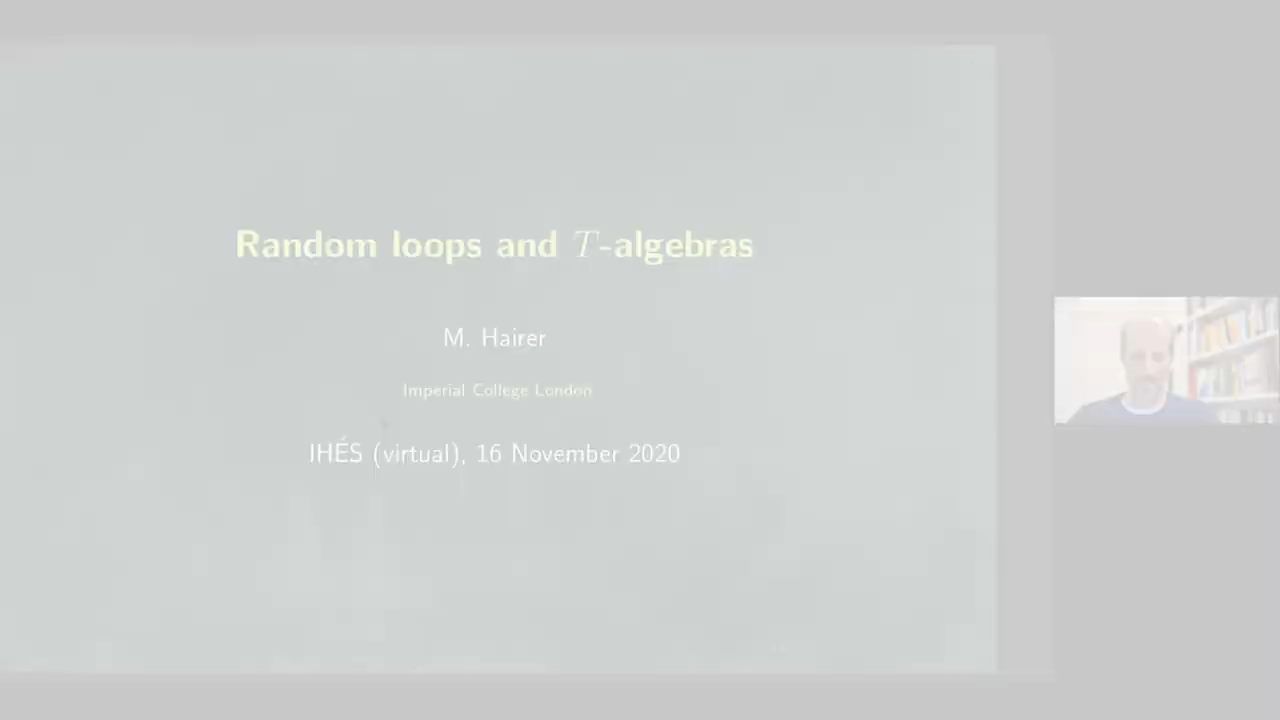 Random loops and T-algebras
M. Hairer
Imperial College London
IHÉS (virtual), 16 November 2020